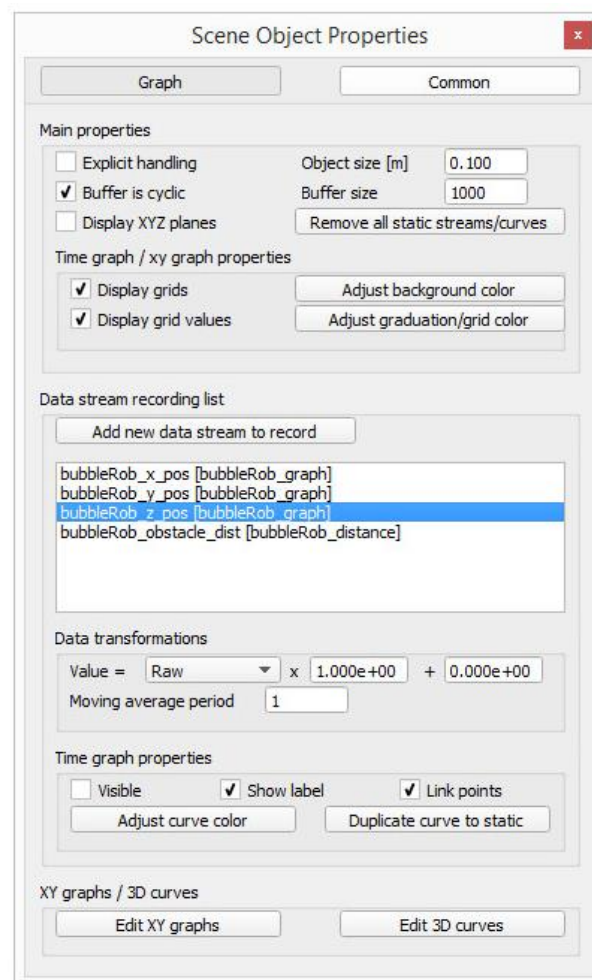 Scene Object Properties
x
Graph Common
Main properties
Explicit handling Object size [m] 0.100
Buffer is cyclic Buffer size 1000
Display XYZ planes Remove all static streams/curves
Time graph / xy graph properties
Display grids Adjust background color
Display grid values Adjust graduation/grid color
Data stream recording list
Add new data stream to record
bubbleRob_x_pos [bubbleRob_graph]
bubbleRob_y_pos [bubbleRob_graph]
bubbleRob_z_pos [bubbleRob_graph]
bubbleRob_obstacle_dist [bubbleRob_distance]
Data transformations
Value = Raw x 1.000e+00 + 0.000e+00
Moving average period 1
Time graph properties
Visible Show label Link points
Adjust curve color Duplicate curve to static
XY graphs / 3D curves
Edit XY graphs Edit 3D curves